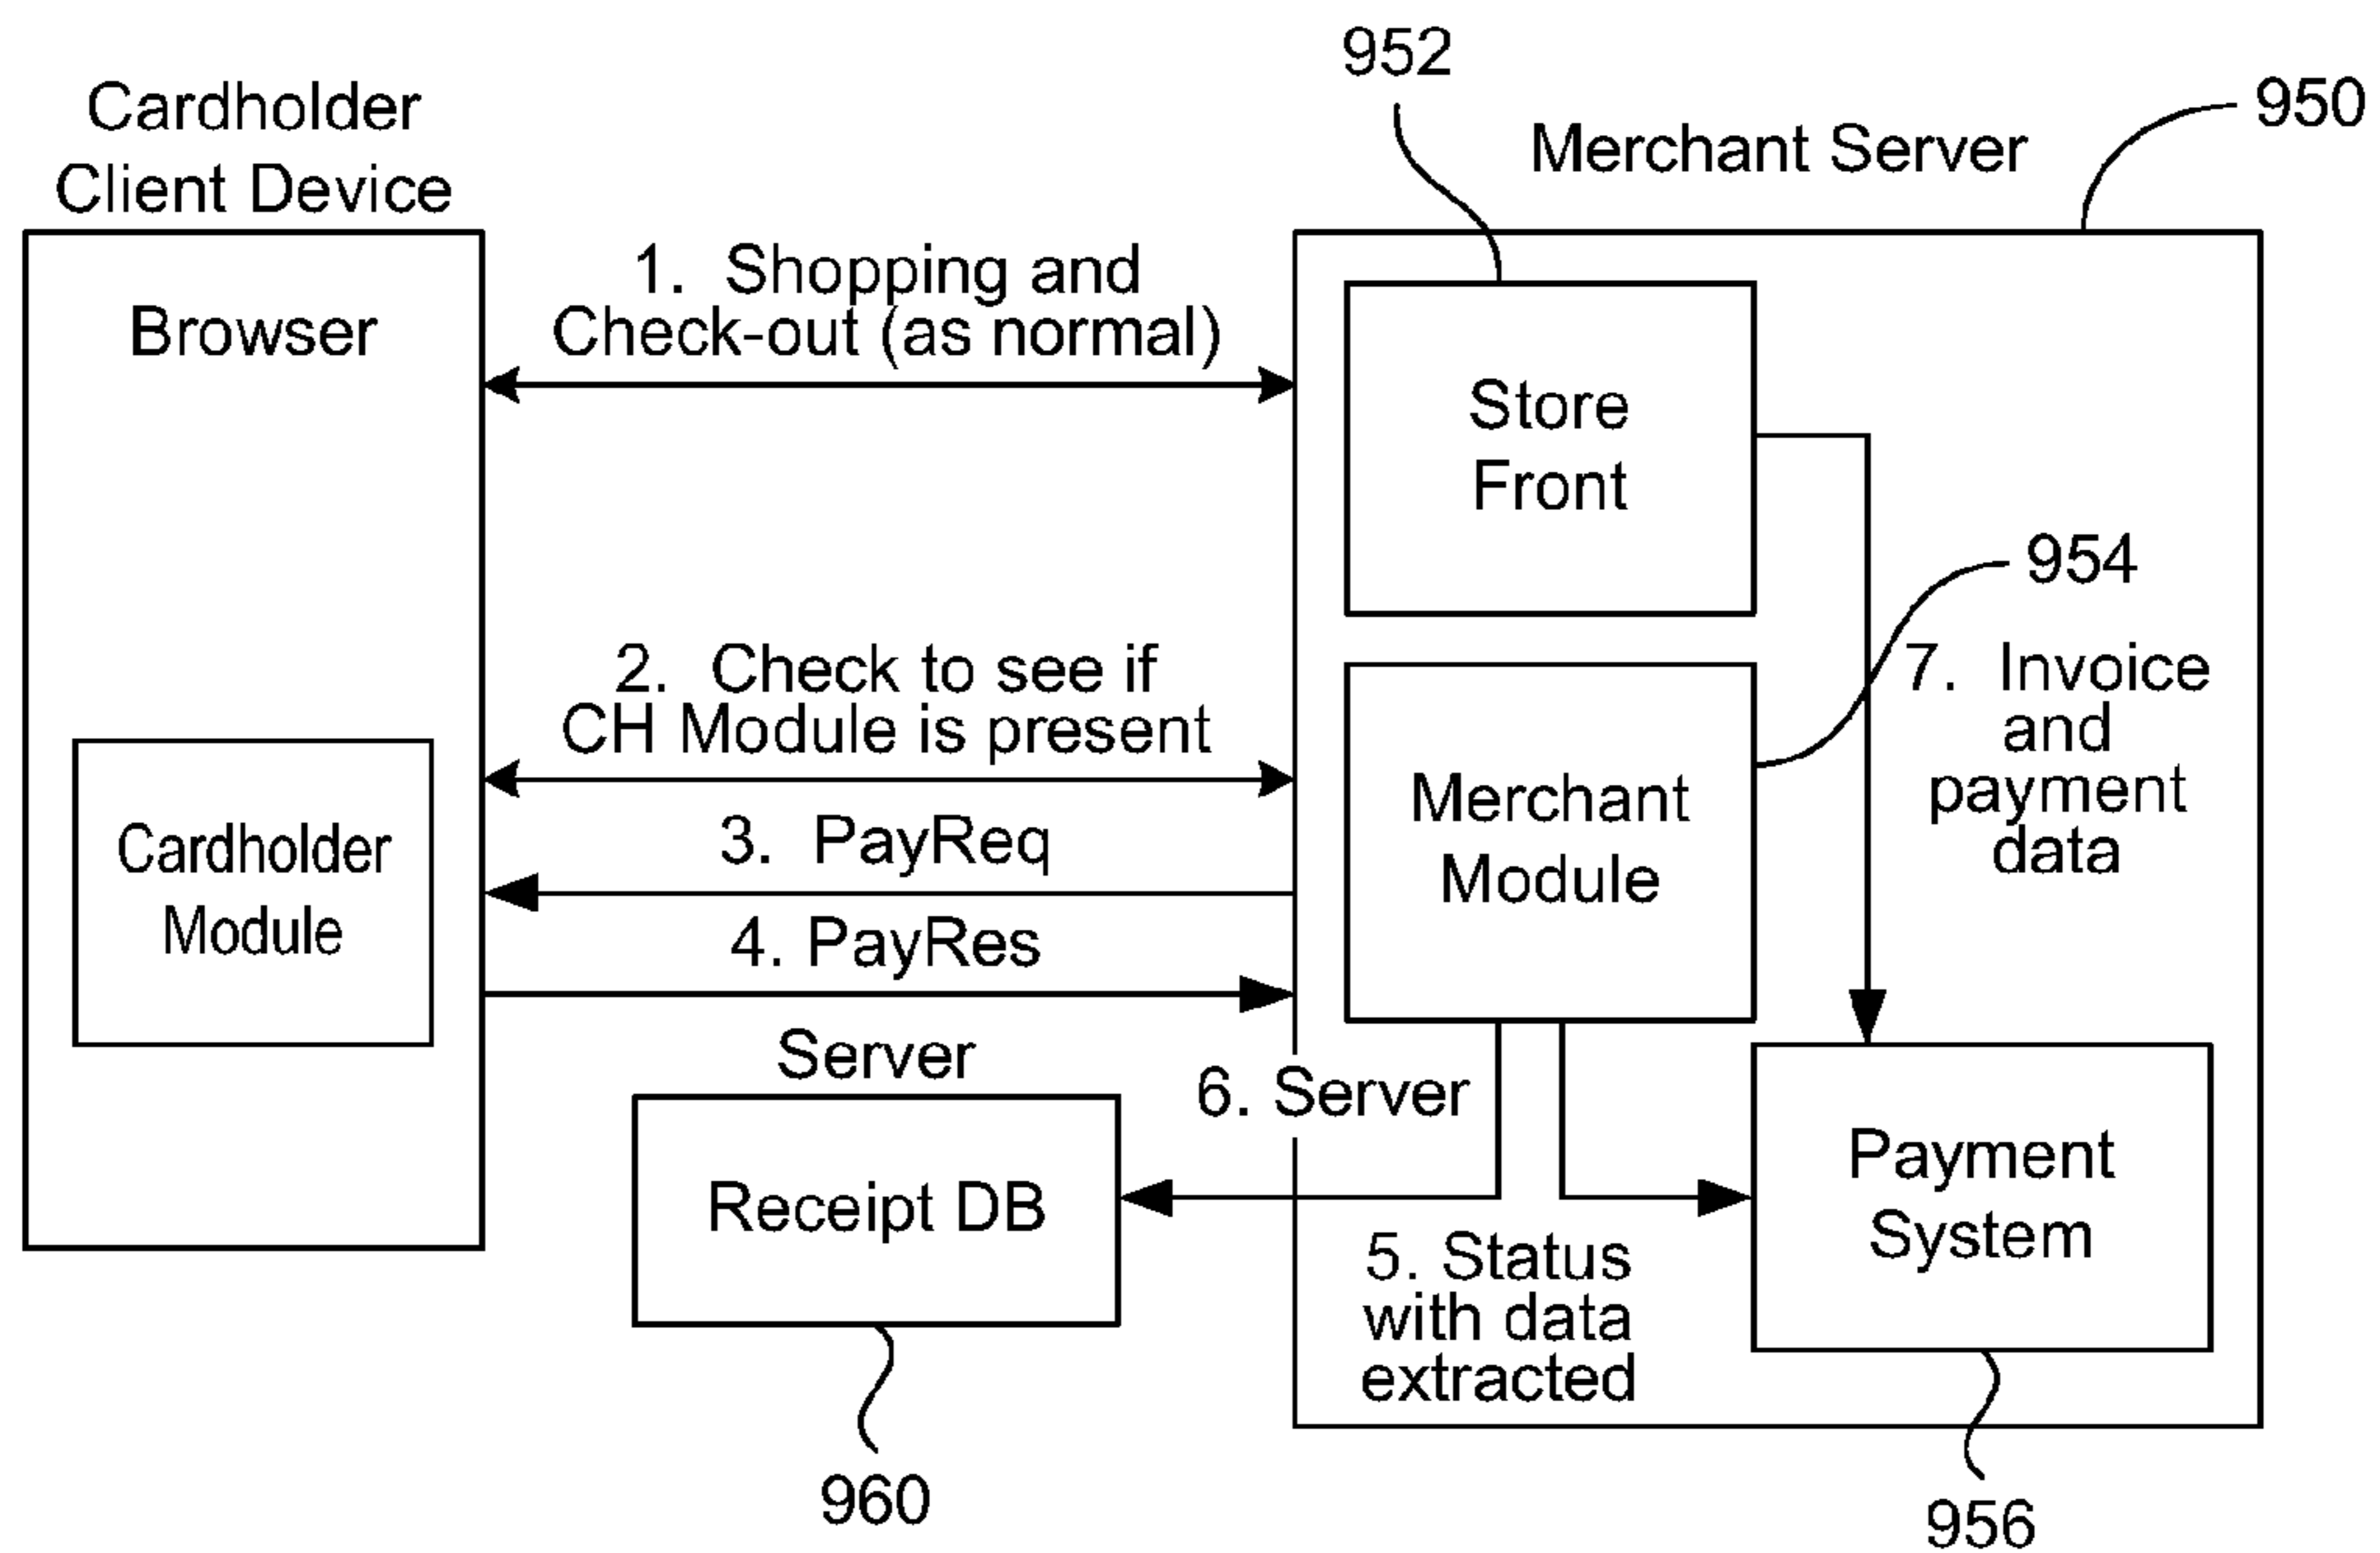 952
950
Cardholder
Client Device
Merchant Server
Browser
1. Shopping and
Check-out (as normal)
Store
Front
954
2. Check to see if
CH Module is present
7. Invoice
and
payment
data
Merchant
Module
3. PayReq
Cardholder
Module
4. PayRes
Server
6. Server
Receipt DB
Payment
System
5. Status
with data
extracted
960
956